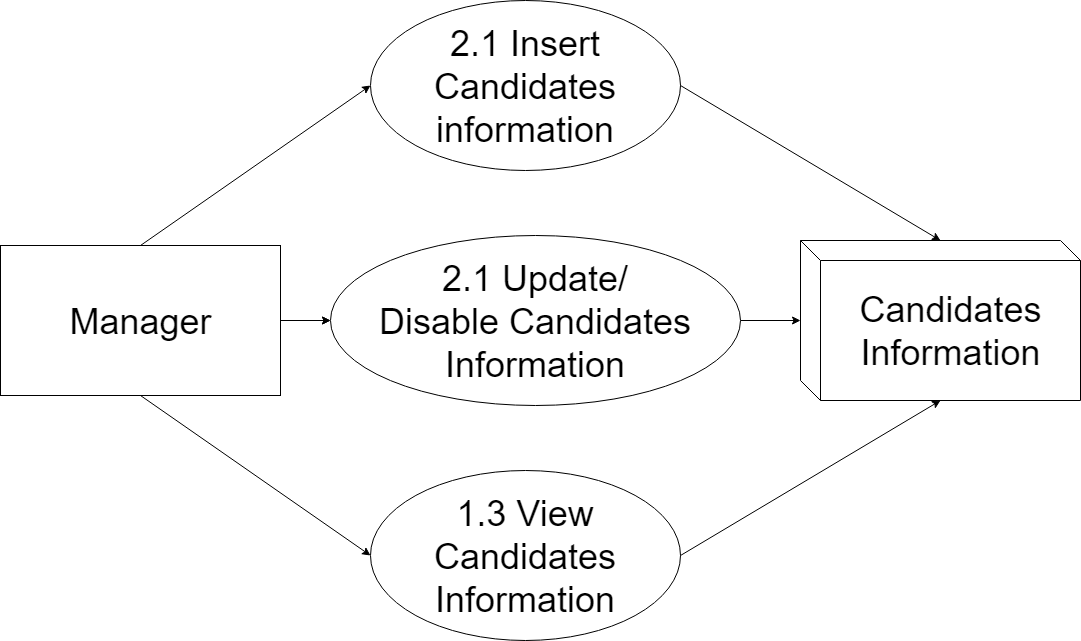 2.1 Insert
Candidates
information
Manager
2.1 Update/
Disable Candidates
Information
Candidates
Information
1.3 View
Candidates
Information